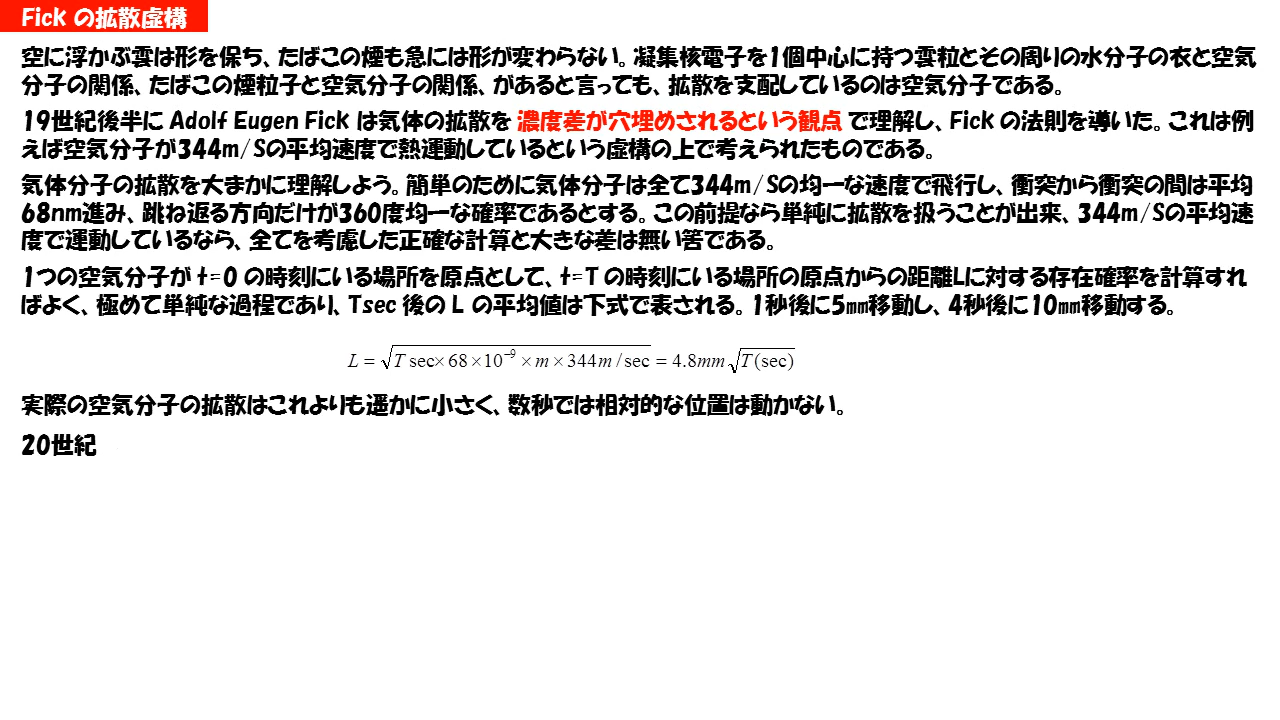 Fick の拡散虚構
空に浮かぶ雲は形を保ち、たばこの煙も急には形が変わらない。凝集核電子を1個中心に持つ雲粒とその周りの水分子の衣と空気
分子の関係、たばこの煙粒子と空気分子の関係、があると言っても、拡散を支配しているのは空気分子である。
19世紀後半に Adolf Eugen Fick は気体の拡散を 濃度差が穴埋めされるという観点 で理解し、Fick の法則を導いた。これは例
えば空気分子が344m/Sの平均速度で熱運動しているという虚構の上で考えられたものである。
気体分子の拡散を大まかに理解しよう。簡単のために気体分子は全て344m/Sの均一な速度で飛行し、衝突から衝突の間は平均
68nm進み、跳ね返る方向だけが360度均一な確率であるとする。この前提なら単純に拡散を扱うことが出来、344m/Sの平均速
度で運動しているなら、全てを考慮した正確な計算と大きな差は無い筈である。
1つの空気分子が t=0 の時刻にいる場所を原点として、t=T の時刻にいる場所の原点からの距離Lに対する存在確率を計算すれ
ばよく、極めて単純な過程であり、Tsec 後の L の平均値は下式で表される。1秒後に5㎜移動し、4秒後に10㎜移動する。
L = √(T sec×68×10⁻⁹×m×344m/sec) = 4.8mm√(T(sec))
実際の空気分子の拡散はこれよりも遥かに小さく、数秒では相対的な位置は動かない。
20世紀